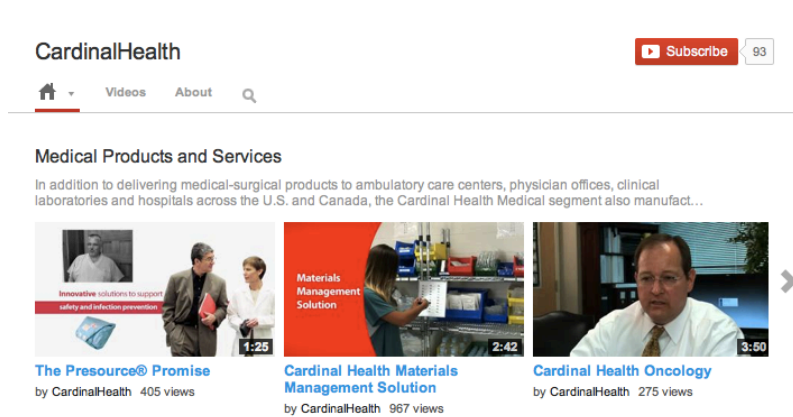 CardinalHealth
Subscribe 93
Videos About
Medical Products and Services
In addition to delivering medical-surgical products to ambulatory care centers, physician offices, clinical
laboratories and hospitals across the U.S. and Canada, the Cardinal Health Medical segment also manufact...
Innovative solutions to support
safety and infection prevention
1:25
Materials
Management
Solution
2:42
3:50
The Presource® Promise
by CardinalHealth 405 views
Cardinal Health Materials
Management Solution
by CardinalHealth 967 views
Cardinal Health Oncology
by CardinalHealth 275 views